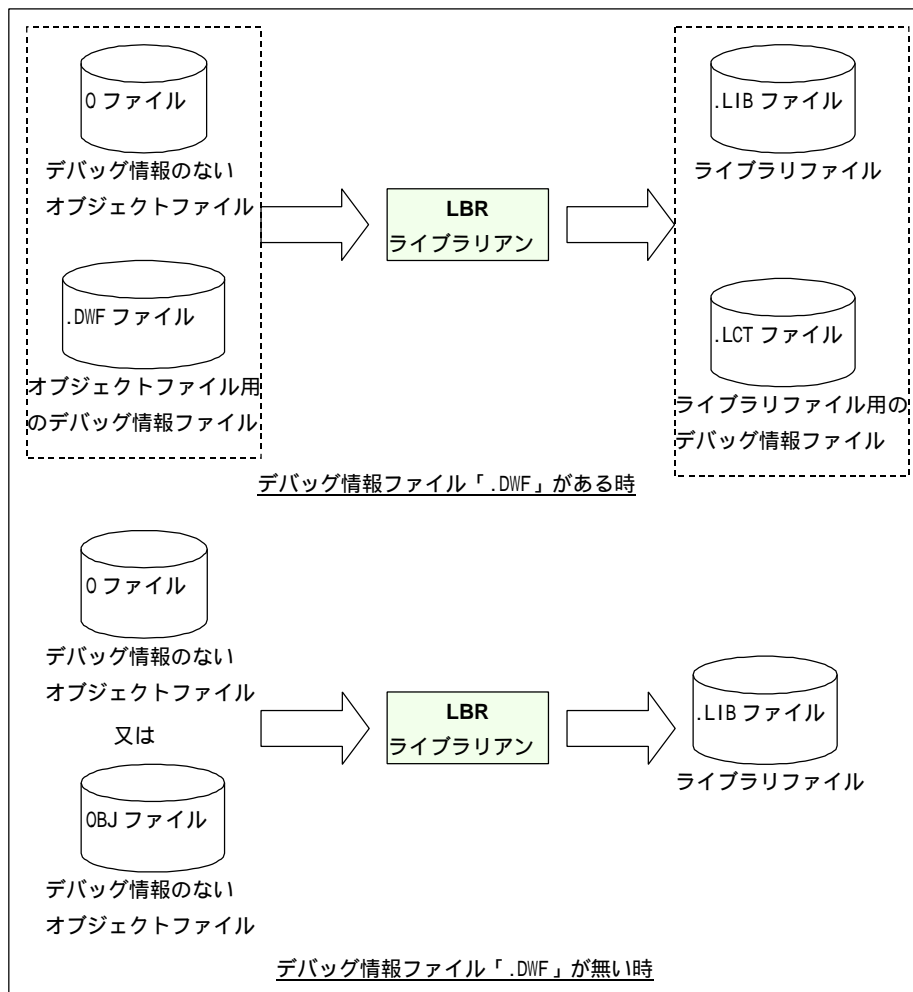 O ファイル
デバッグ情報のない
オブジェクトファイル
.DWF ファイル
オブジェクトファイル用
のデバッグ情報ファイル
LBR
ライブラリアン
.LIB ファイル
ライブラリファイル
.LCT ファイル
ライブラリファイル用の
デバッグ情報ファイル
デバッグ情報ファイル「.DWF」がある時
O ファイル
デバッグ情報のない
オブジェクトファイル
又は
OBJ ファイル
デバッグ情報のない
オブジェクトファイル
LBR
ライブラリアン
.LIB ファイル
ライブラリファイル
デバッグ情報ファイル「.DWF」が無い時